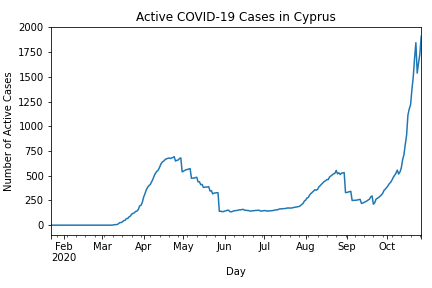 Active COVID-19 Cases in Cyprus
Number of Active Cases
2000
1750
1500
1250
1000
750
500
250
0
Feb Mar Apr May Jun Jul Aug Sep Oct
2020
Day